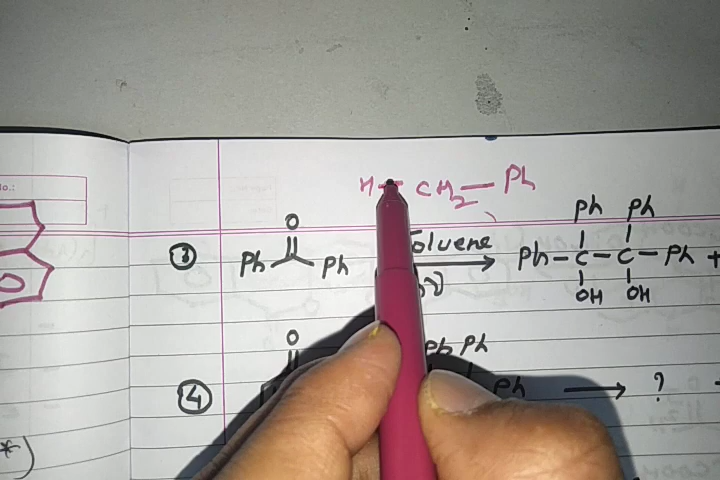 H — CH2 — Ph
O Ph Ph
③ Ph Ph Toluene Ph — C — C — Ph +
OH OH
O Ph Ph
④ Ph ?
*)